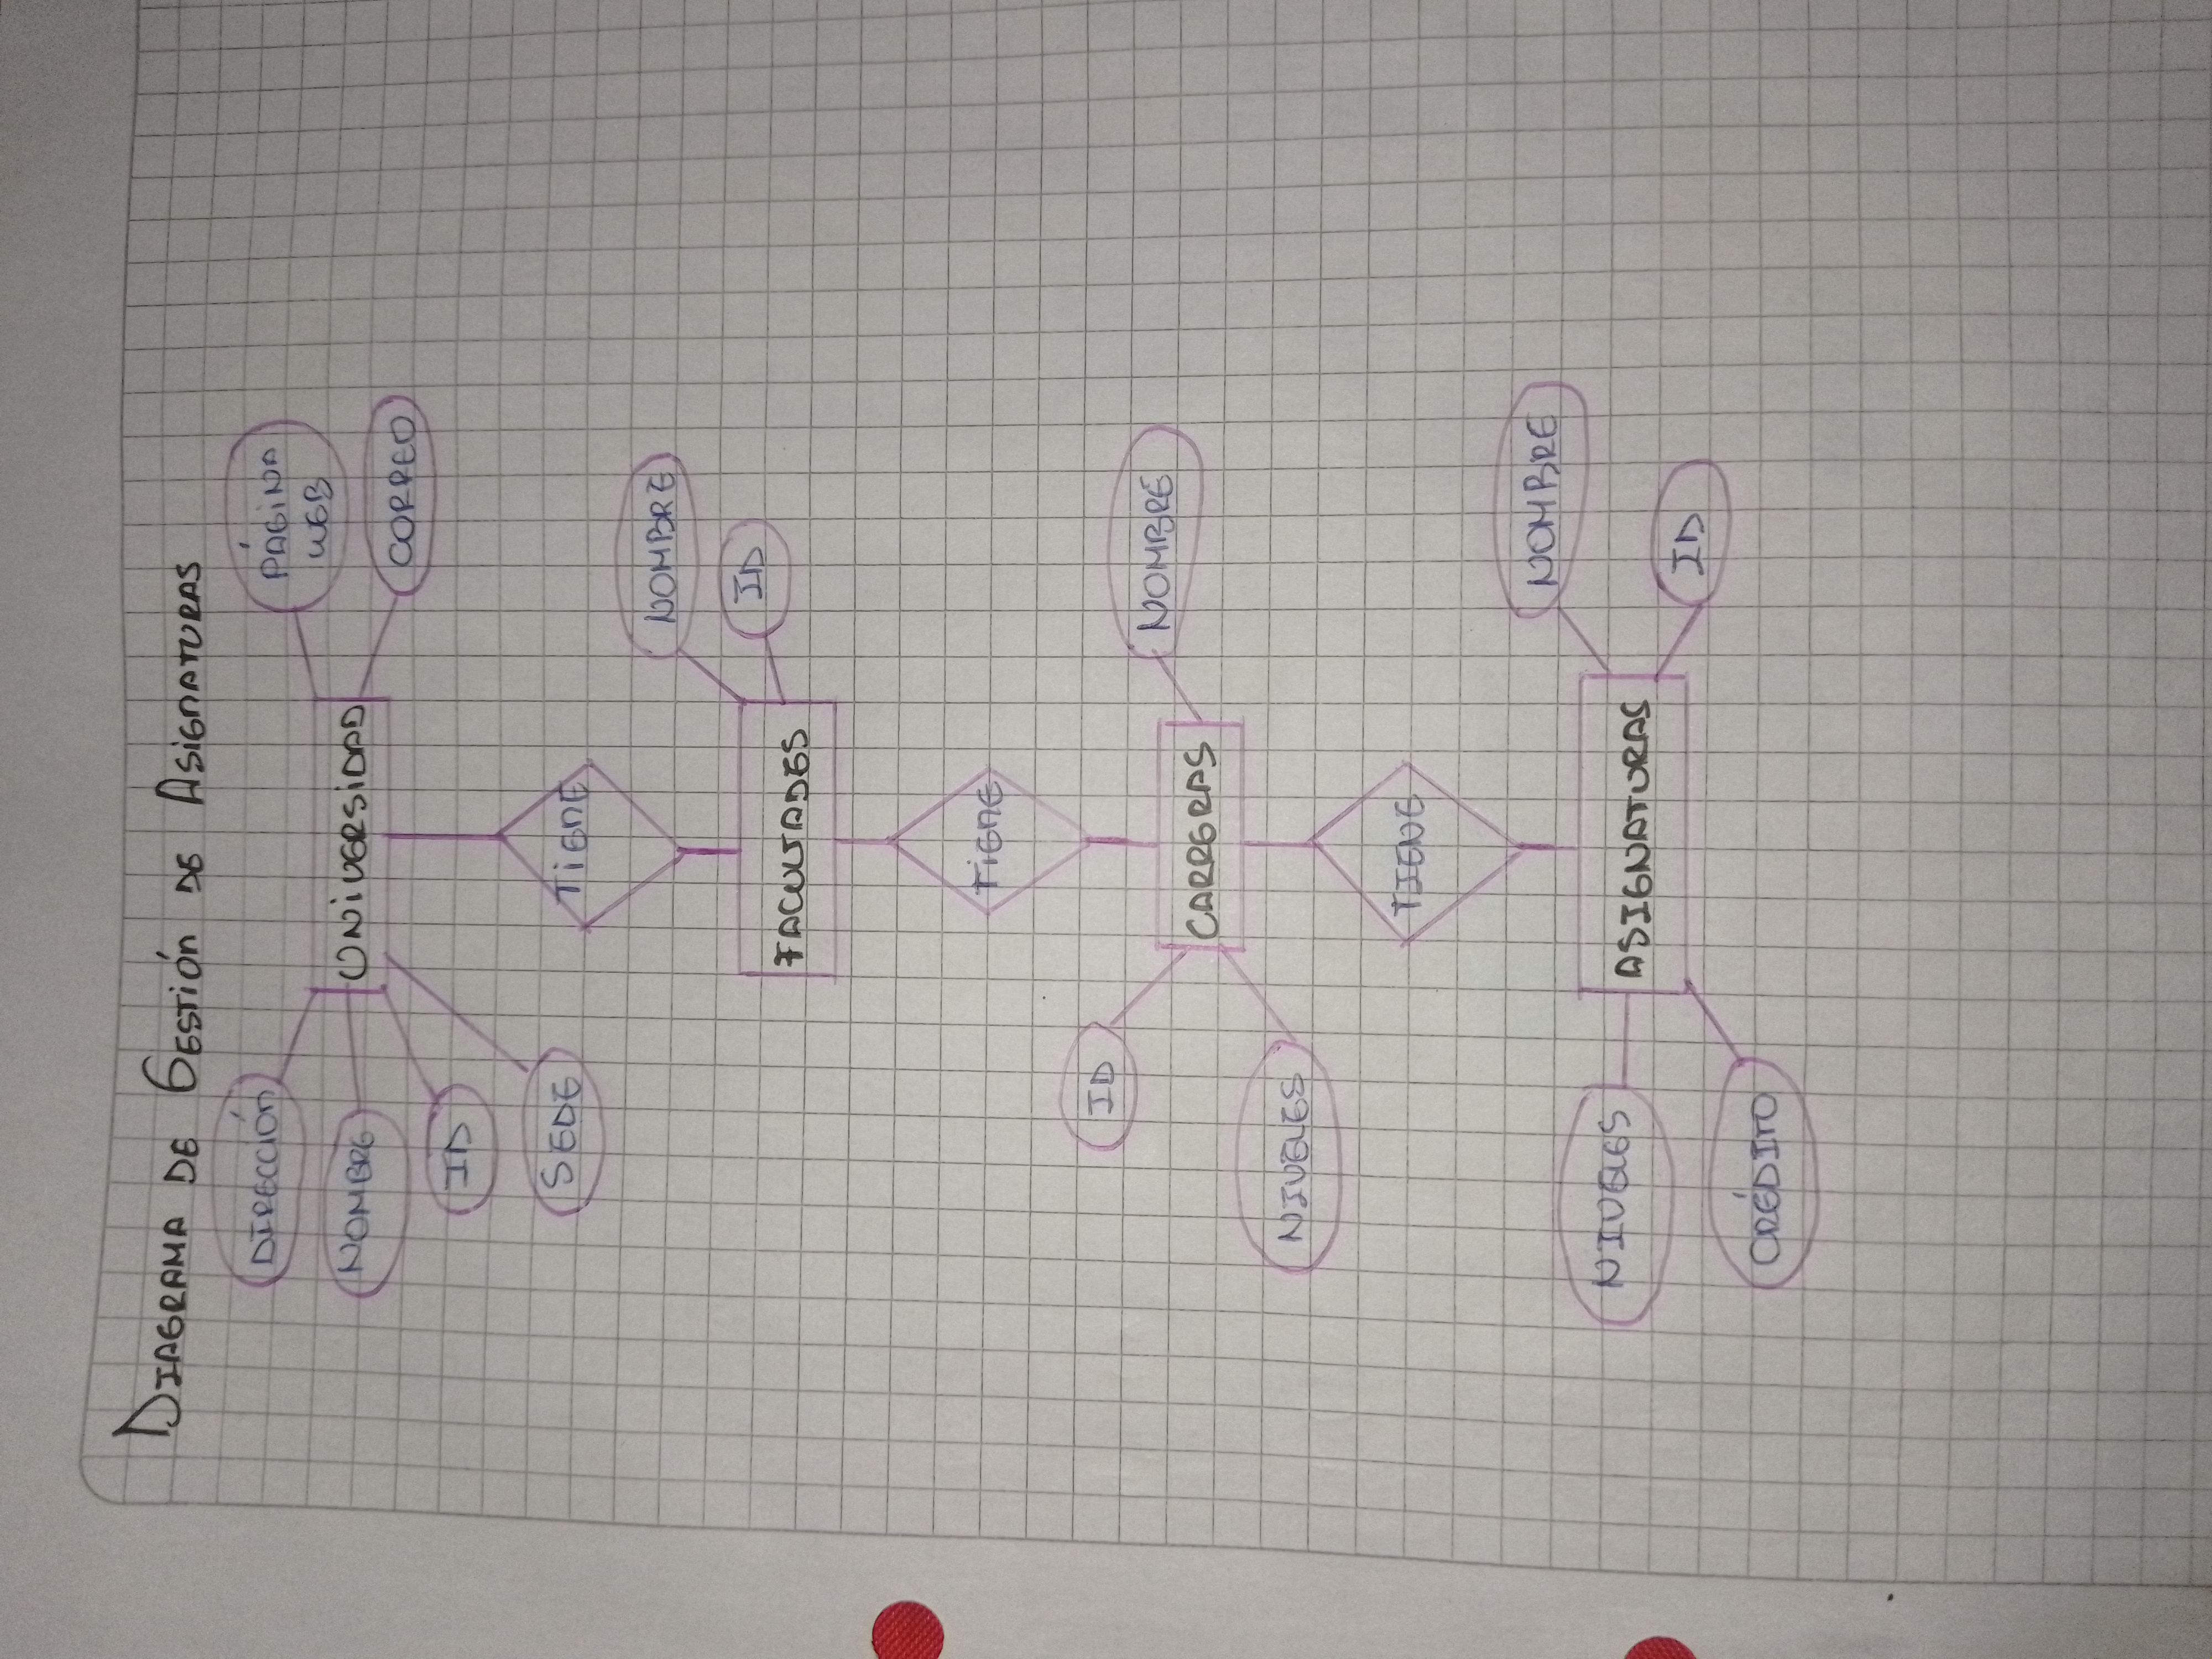 DIAGRAMA DE GESTIÓN DE ASIGNATURAS
DIRECCIÓN
PÁGINA
WEB
NOMBRE
UNIVERSIDAD
CORREO
ID
SEDE
TIENE
NOMBRE
ID
FACULTADES
TIENE
ID
NOMBRE
CARRERAS
NIVELES
TIENE
NOMBRE
NIVELES
ASIGNATURAS
ID
CRÉDITO